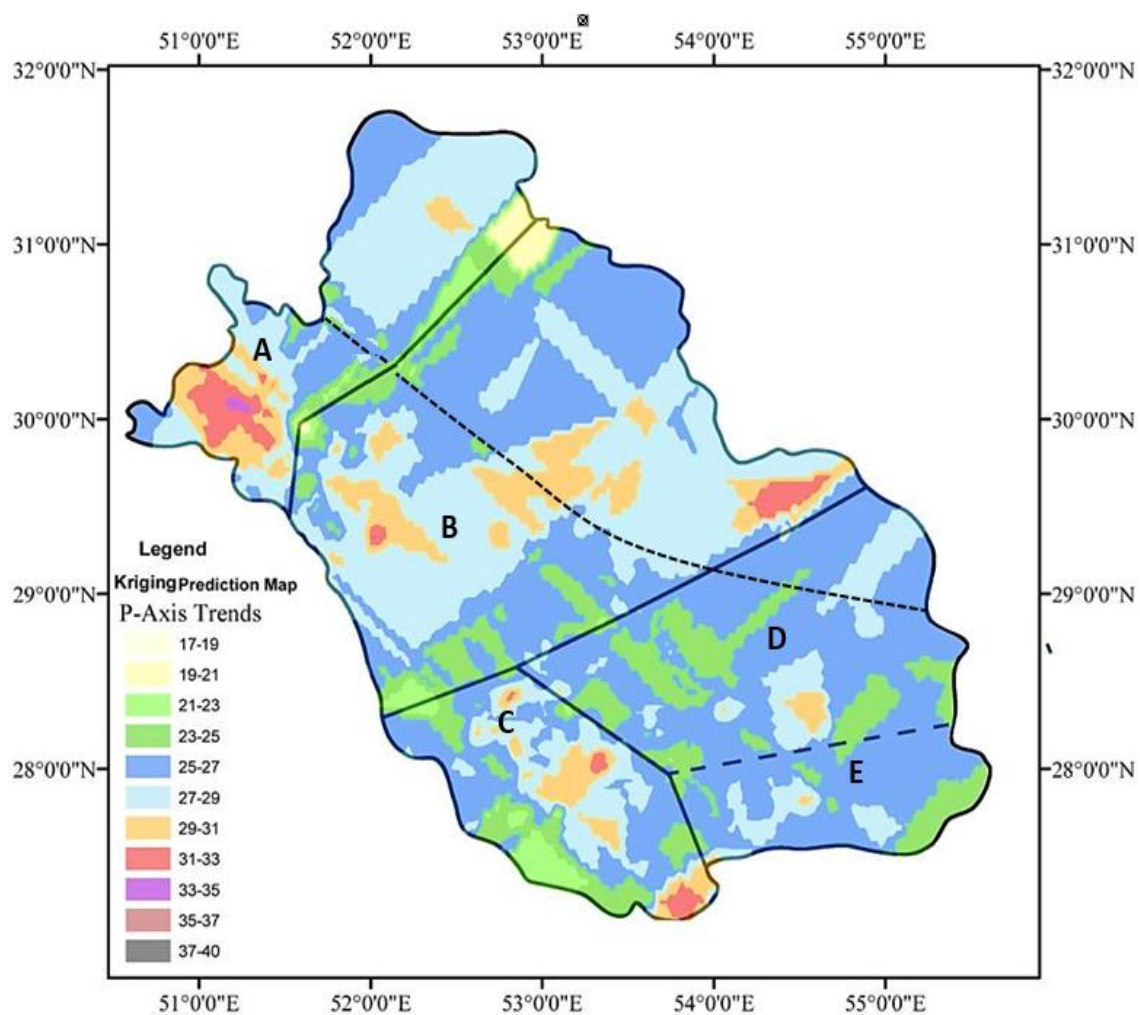 51°0'0"E 52°0'0"E 53°0'0"E 54°0'0"E 55°0'0"E
32°0'0"N 32°0'0"N
31°0'0"N 31°0'0"N
A
30°0'0"N 30°0'0"N
B
Legend
Kriging Prediction Map
P-Axis Trends
29°0'0"N 29°0'0"N
D
C
17-19
19-21
21-23
23-25
25-27
27-29
29-31
31-33
33-35
35-37
37-40
28°0'0"N 28°0'0"N
E
51°0'0"E 52°0'0"E 53°0'0"E 54°0'0"E 55°0'0"E